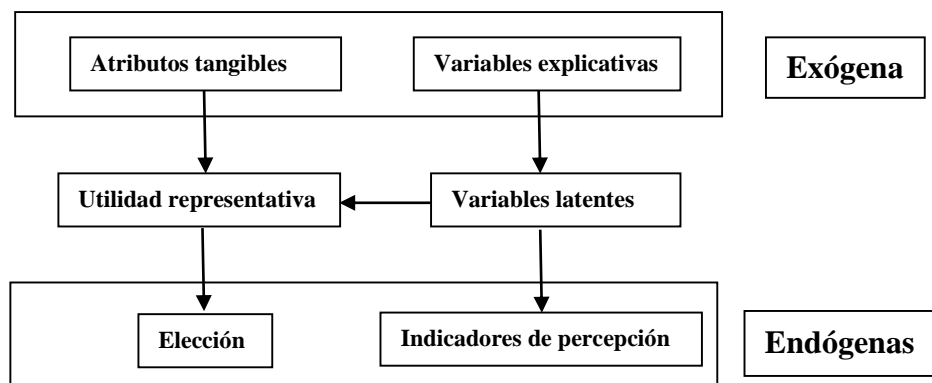 Atributos tangibles
Variables explicativas
Exógena
Utilidad representativa
Variables latentes
Elección
Indicadores de percepción
Endógenas